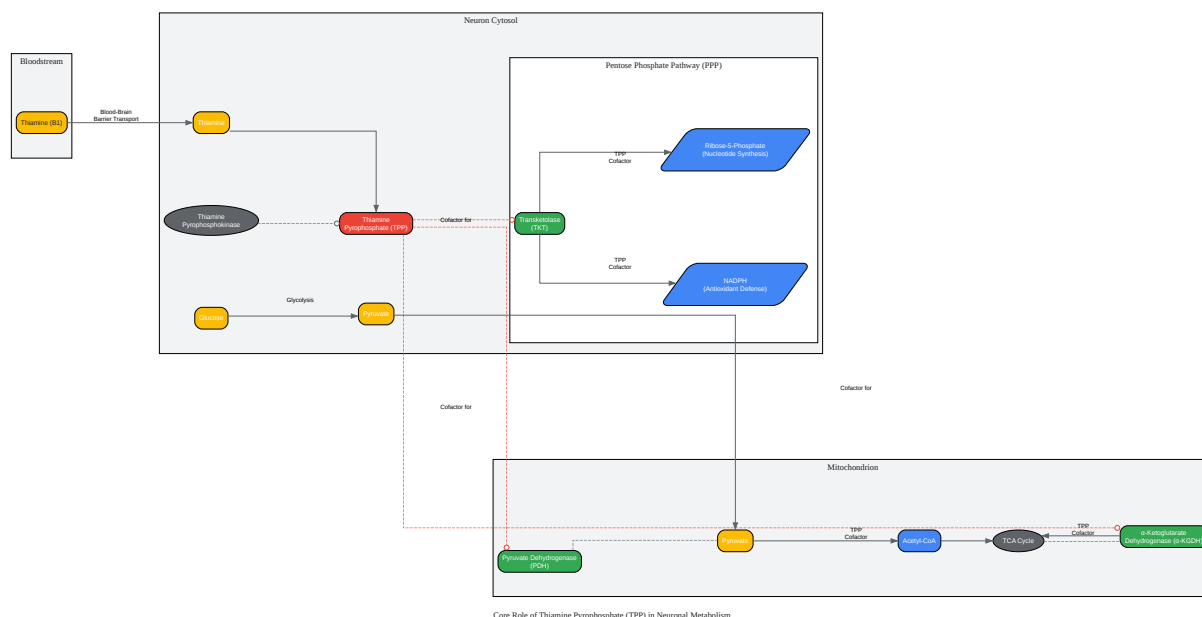 Neuron Cytosol
Bloodstream
Pentose Phosphate Pathway (PPP)
Blood-Brain
Barrier Transport
Thiamine (B1)
Thiamine
TPP
Cofactor
Ribose-5-Phosphate
(Nucleotide Synthesis)
Thiamine
Pyrophosphokinase
Thiamine
Pyrophosphate (TPP)
Cofactor for
Transketolase
(TKT)
TPP
Cofactor
NADPH
(Antioxidant Defense)
Glycolysis
Glucose
Pyruvate
Cofactor for
Cofactor for
Mitochondrion
Pyruvate Dehydrogenase
(PDH)
Pyruvate
TPP
Cofactor
Acetyl-CoA
TCA Cycle
TPP
Cofactor
α-Ketoglutarate
Dehydrogenase (α-KGDH)
Core Role of Thiamine Pyrophosphate (TPP) in Neuronal Metabolism